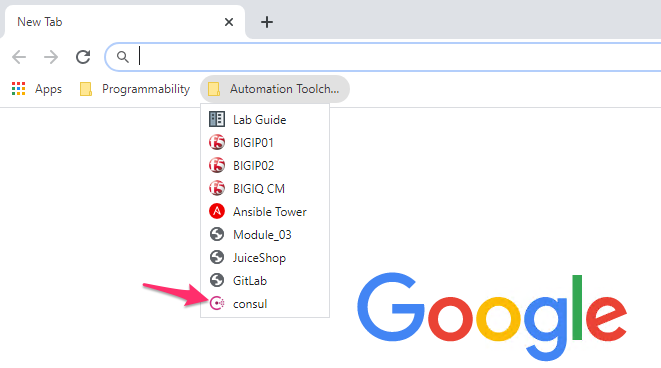 New Tab
Apps
Programmability
Automation Toolch...
Lab Guide
BIGIP01
BIGIP02
BIGIQ CM
Ansible Tower
Module_03
JuiceShop
GitLab
consul
Google